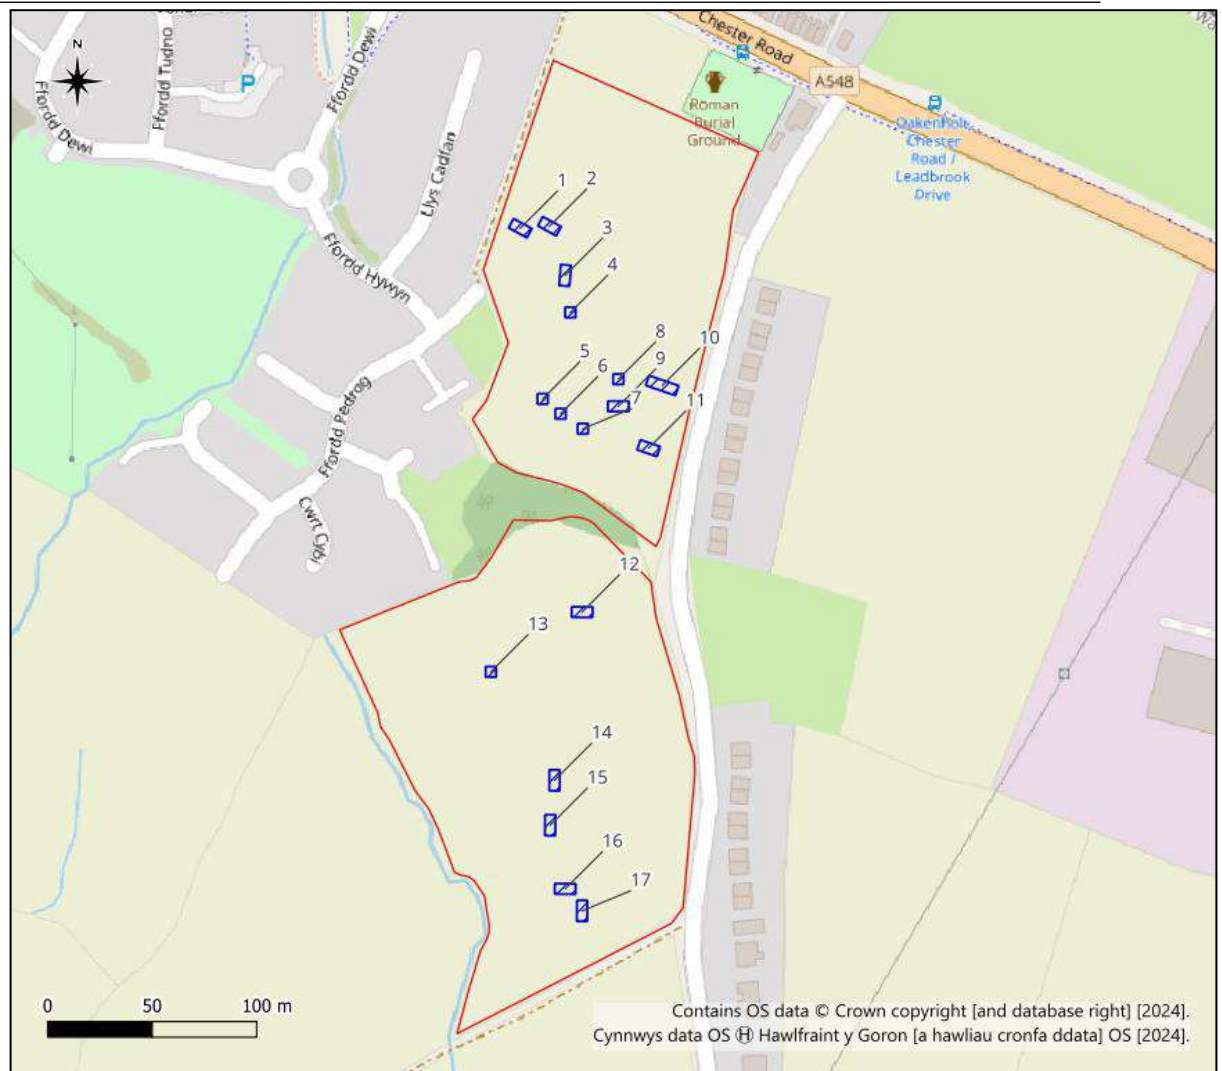 Chester Road
A548
Ffordd Tudno
Ffordd Dewi
N
P
Ffordd Dewi
Roman
Burial
Ground
Oakenholt,
Chester
Road /
Leadbrook
Drive
Llys Cadfan
1
2
3
4
Ffordd Hywyn
5
6
7
8
9
10
11
Ffordd Pedrag
Cwrt Cybi
12
13
14
15
16
17
0 50 100 m
Contains OS data © Crown copyright [and database right] [2024].
Cynnwys data OS Ⓗ Hawlfraint y Goron [a hawliau cronfa ddata] OS [2024].